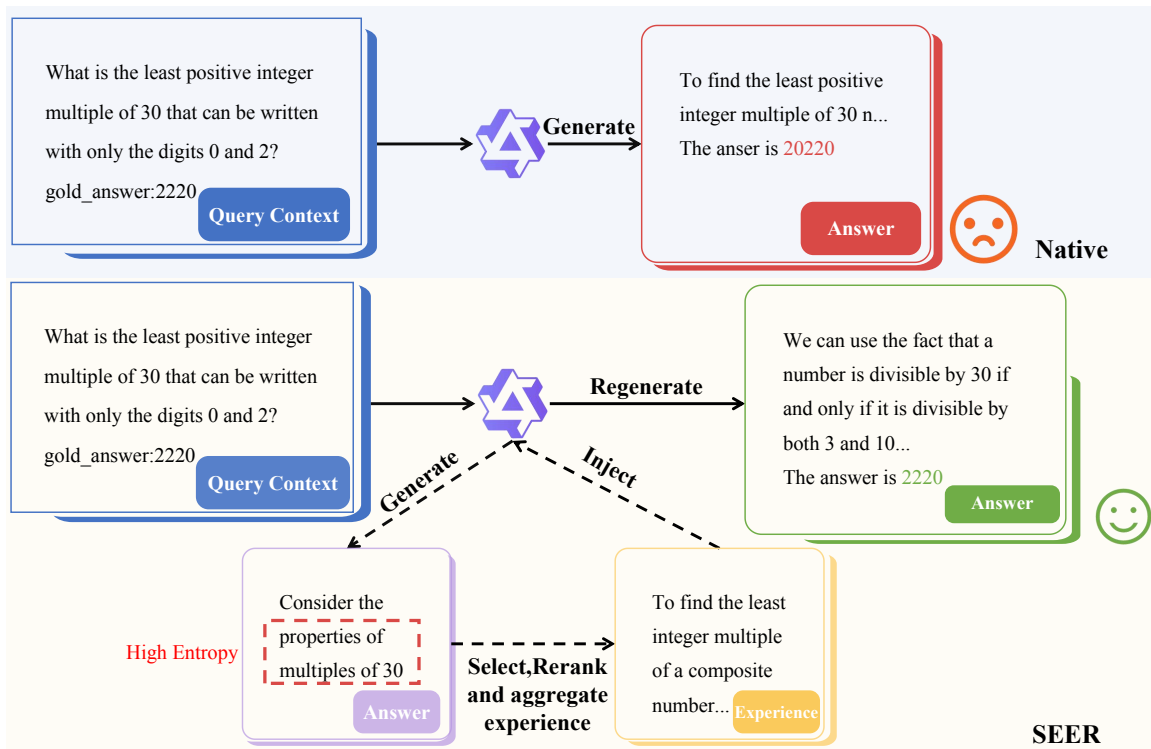 What is the least positive integer
multiple of 30 that can be written
with only the digits 0 and 2?
gold_answer:2220
Query Context
Generate
To find the least positive
integer multiple of 30 n...
The anser is 20220
Answer
Native
What is the least positive integer
multiple of 30 that can be written
with only the digits 0 and 2?
gold_answer:2220
Query Context
Regenerate
We can use the fact that a
number is divisible by 30 if
and only if it is divisible by
both 3 and 10...
The answer is 2220
Answer
Generate
Inject
High Entropy
Consider the
properties of
multiples of 30
Answer
Select,Rerank
and aggregate
experience
To find the least
integer multiple
of a composite
number...
Experience
SEER